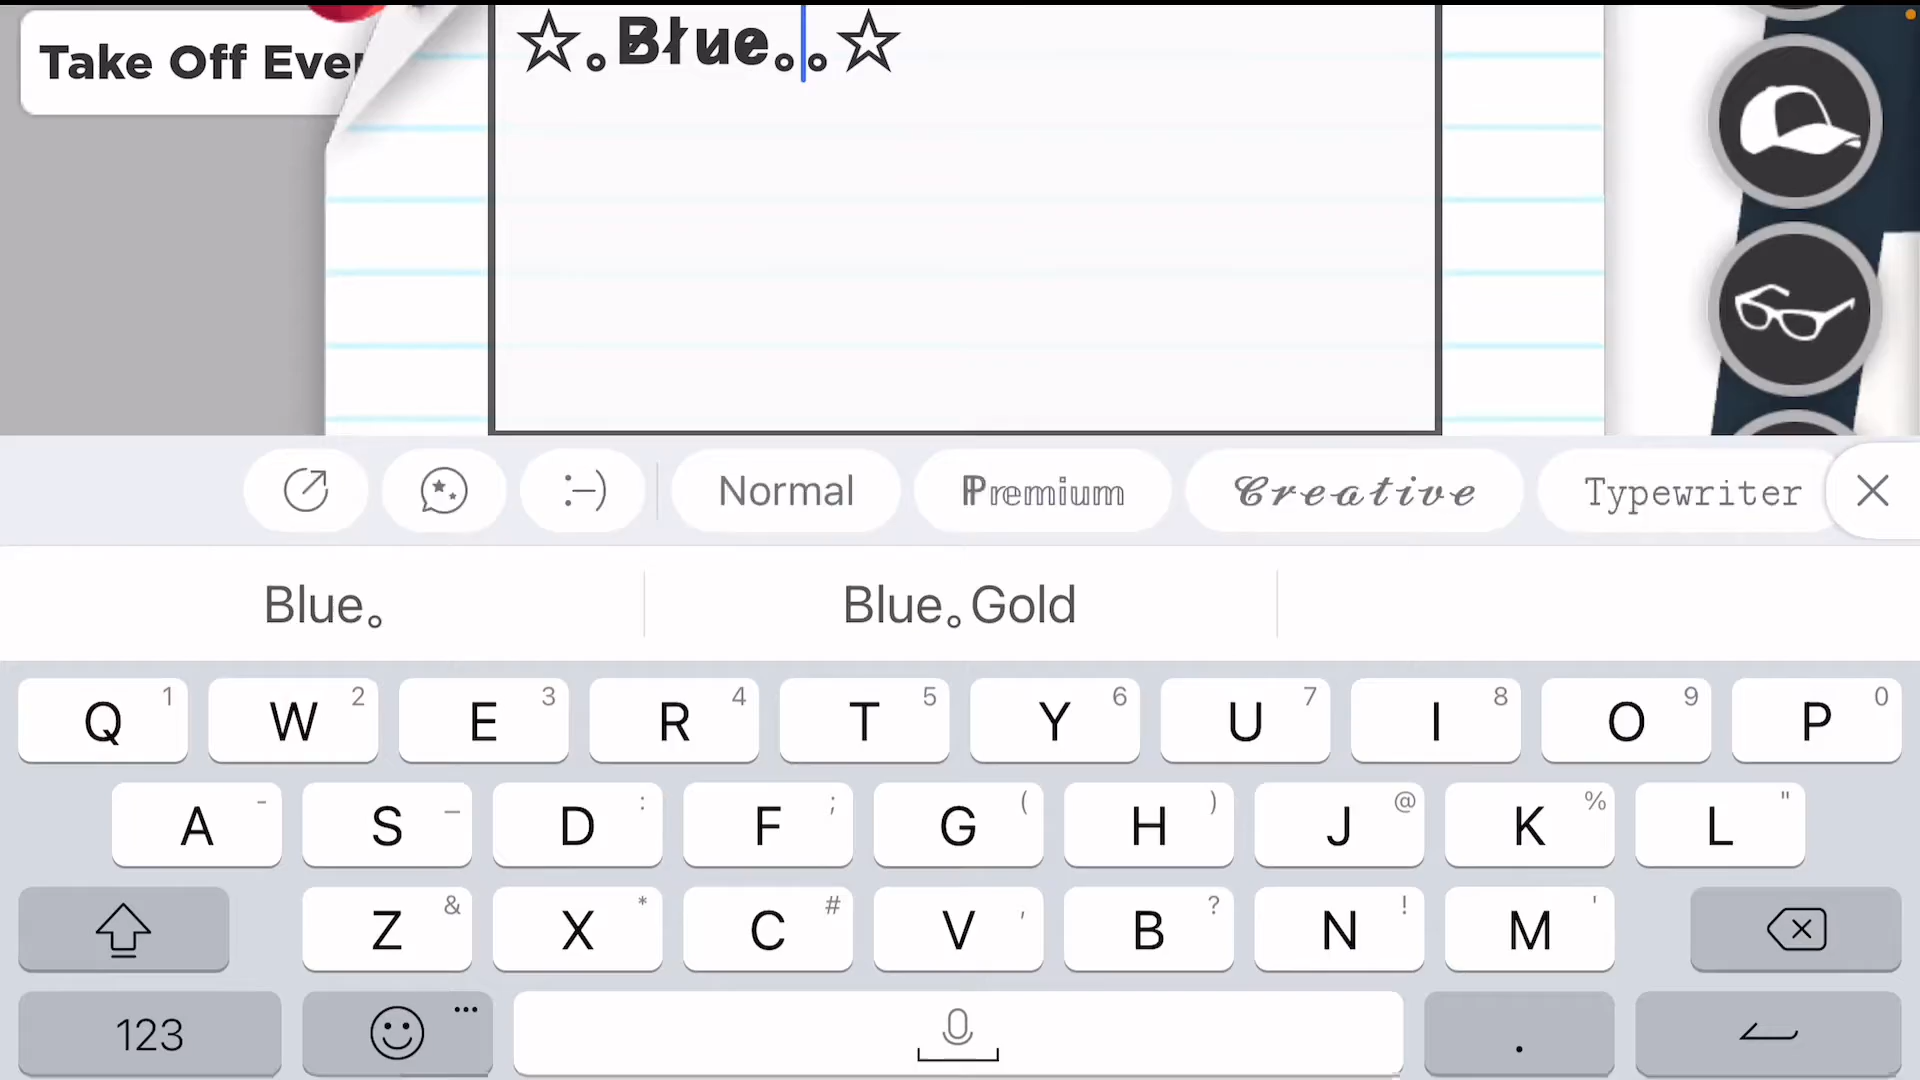 Take Off Ever
☆。Błue。。☆
:-)
Normal
Premium
Creative
Typewriter
Blue。
Blue。Gold
Q 1 W 2 E 3 R 4 T 5 Y 6 U 7 I 8 O 9 P 0
A - S _ D : F ; G ( H ) J @ K % L "
Z & X * C # V , B ? N ! M '
123 .